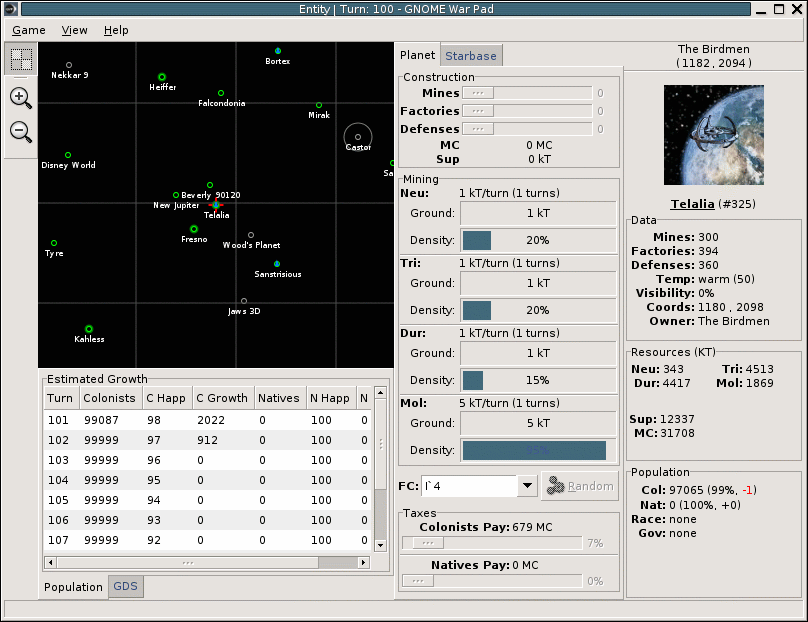 Entity | Turn: 100 - GNOME War Pad
Game View Help
Nekkar 9
Heiffer
Bortex
Falcondonia
Mirak
Castor
Sa
Disney World
Beverly 90120
New Jupiter
Telalia
Fresno
Wood's Planet
Tyre
Sanstrisious
Jaws 3D
Kahless
Estimated Growth
Turn Colonists C Happ C Growth Natives N Happ N
101 99087 98 2022 0 100 0
102 99999 97 912 0 100 0
103 99999 96 0 0 100 0
104 99999 95 0 0 100 0
105 99999 94 0 0 100 0
106 99999 93 0 0 100 0
107 99999 92 0 0 100 0
Population GDS
Planet Starbase
Construction
Mines 0
Factories 0
Defenses 0
MC 0 MC
Sup 0 kT
Mining
Neu: 1 kT/turn (1 turns)
Ground: 1 kT
Density: 20%
Tri: 1 kT/turn (1 turns)
Ground: 1 kT
Density: 20%
Dur: 1 kT/turn (1 turns)
Ground: 1 kT
Density: 15%
Mol: 5 kT/turn (1 turns)
Ground: 5 kT
Density:
FC: l`4 Random
Taxes
Colonists Pay: 679 MC
7%
Natives Pay: 0 MC
0%
The Birdmen
(1182 , 2094 )
Telalia (#325)
Data
Mines: 300
Factories: 394
Defenses: 360
Temp: warm (50)
Visibility: 0%
Coords: 1180 , 2098
Owner: The Birdmen
Resources (KT)
Neu: 343 Tri: 4513
Dur: 4417 Mol: 1869
Sup: 12337
MC: 31708
Population
Col: 97065 (99%, -1)
Nat: 0 (100%, +0)
Race: none
Gov: none